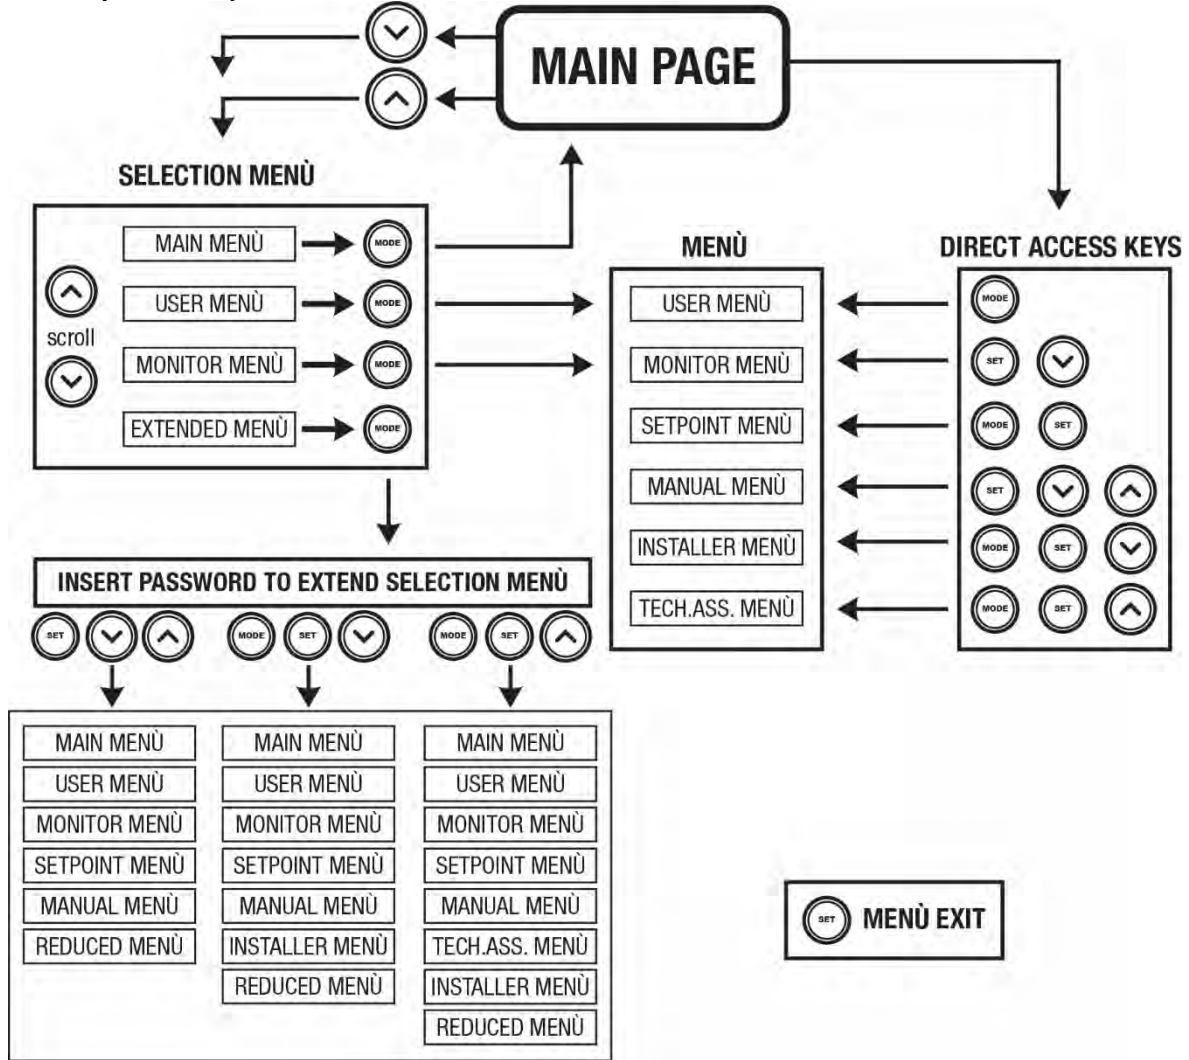 MAIN PAGE
SELECTION MENÙ
MAIN MENÙ MODE
USER MENÙ MODE
scroll
MONITOR MENÙ MODE
EXTENDED MENÙ MODE
MENÙ
USER MENÙ
MONITOR MENÙ
SETPOINT MENÙ
MANUAL MENÙ
INSTALLER MENÙ
TECH.ASS. MENÙ
DIRECT ACCESS KEYS
MODE
SET
MODE SET
SET
MODE SET
MODE SET
INSERT PASSWORD TO EXTEND SELECTION MENÙ
SET MODE SET MODE SET
MAIN MENÙ
USER MENÙ
MONITOR MENÙ
SETPOINT MENÙ
MANUAL MENÙ
REDUCED MENÙ
MAIN MENÙ
USER MENÙ
MONITOR MENÙ
SETPOINT MENÙ
MANUAL MENÙ
INSTALLER MENÙ
REDUCED MENÙ
MAIN MENÙ
USER MENÙ
MONITOR MENÙ
SETPOINT MENÙ
MANUAL MENÙ
TECH.ASS. MENÙ
INSTALLER MENÙ
REDUCED MENÙ
SET MENÙ EXIT